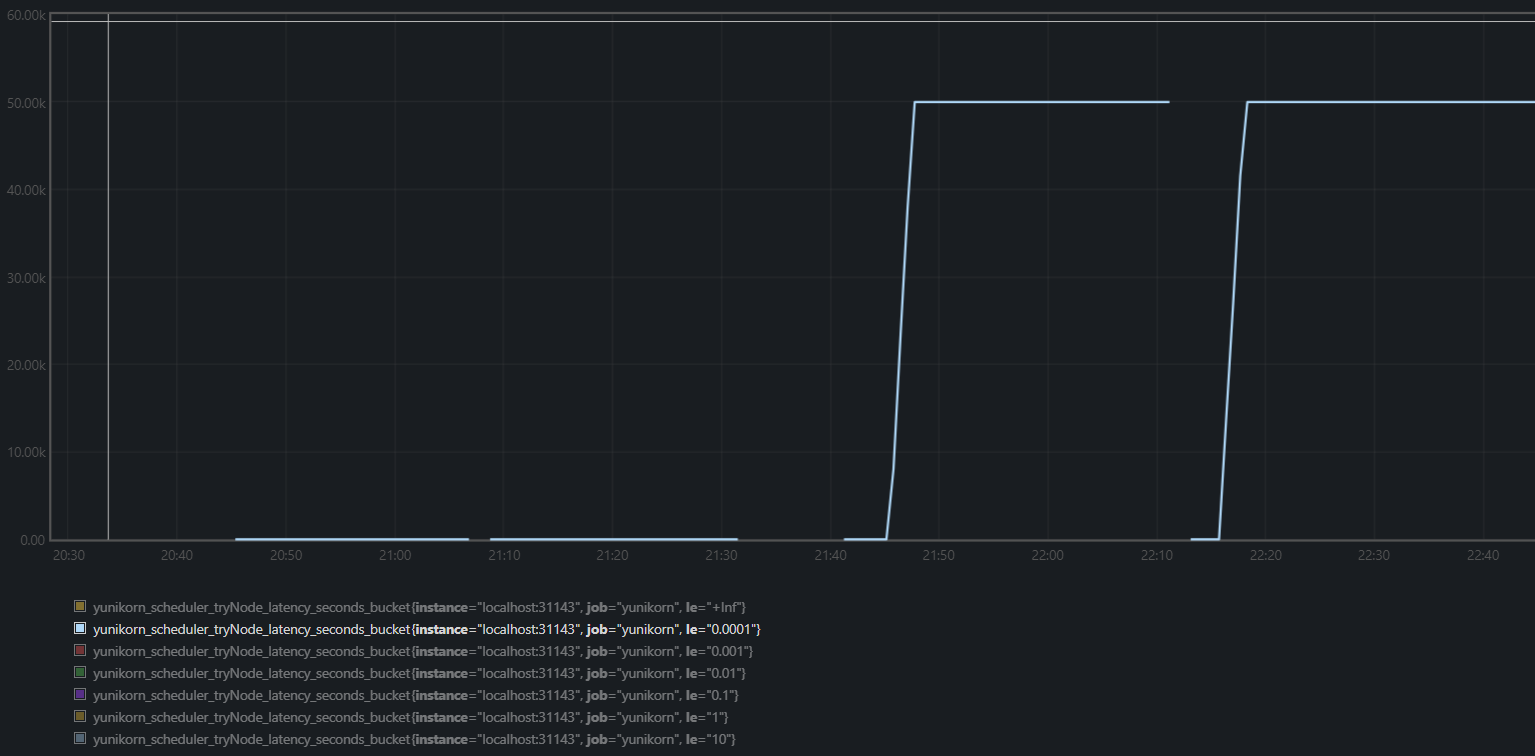 60.00k
50.00k
40.00k
30.00k
20.00k
10.00k
0.00
20:30 20:40 20:50 21:00 21:10 21:20 21:30 21:40 21:50 22:00 22:10 22:20 22:30 22:40
yunikorn_scheduler_tryNode_latency_seconds_bucket{instance="localhost:31143", job="yunikorn", le="+Inf"}
yunikorn_scheduler_tryNode_latency_seconds_bucket{instance="localhost:31143", job="yunikorn", le="0.0001"}
yunikorn_scheduler_tryNode_latency_seconds_bucket{instance="localhost:31143", job="yunikorn", le="0.001"}
yunikorn_scheduler_tryNode_latency_seconds_bucket{instance="localhost:31143", job="yunikorn", le="0.01"}
yunikorn_scheduler_tryNode_latency_seconds_bucket{instance="localhost:31143", job="yunikorn", le="0.1"}
yunikorn_scheduler_tryNode_latency_seconds_bucket{instance="localhost:31143", job="yunikorn", le="1"}
yunikorn_scheduler_tryNode_latency_seconds_bucket{instance="localhost:31143", job="yunikorn", le="10"}